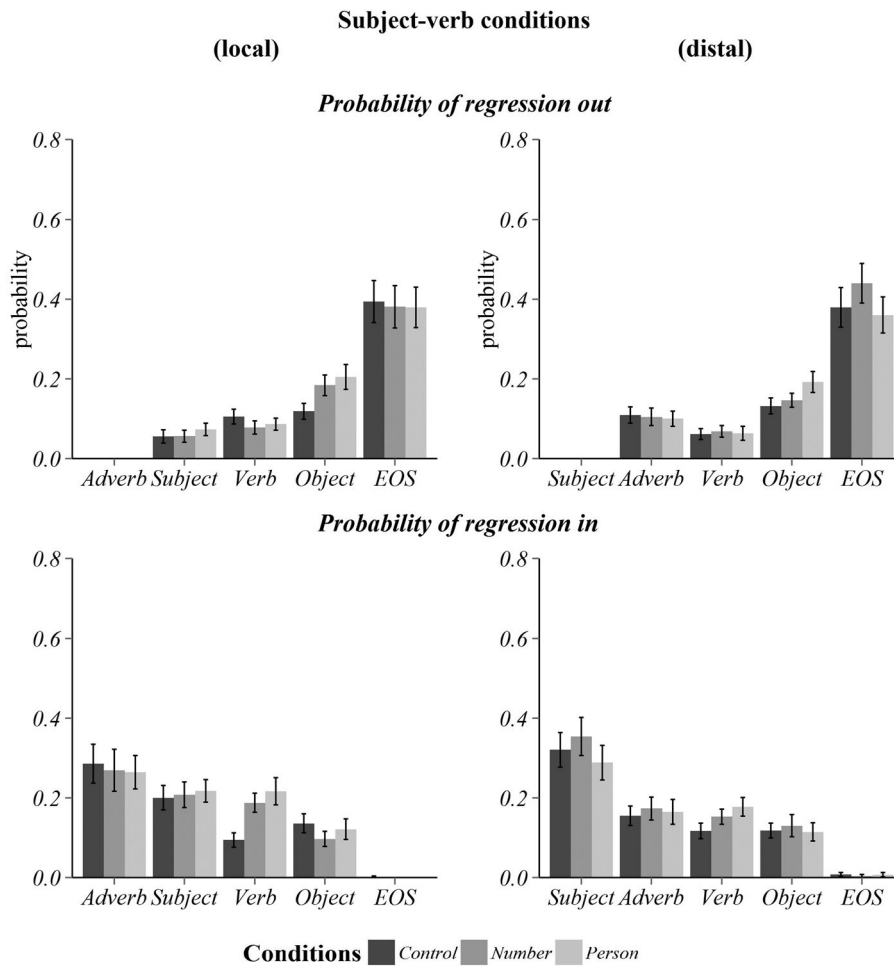 Subject-verb conditions
(local) (distal)
Probability of regression out
0.8 0.8
0.6 0.6
0.4 0.4
0.2 0.2
0.0 0.0
probability probability
Adverb Subject Verb Object EOS Subject Adverb Verb Object EOS
Probability of regression in
0.8 0.8
0.6 0.6
0.4 0.4
0.2 0.2
0.0 0.0
Adverb Subject Verb Object EOS Subject Adverb Verb Object EOS
Conditions Control Number Person